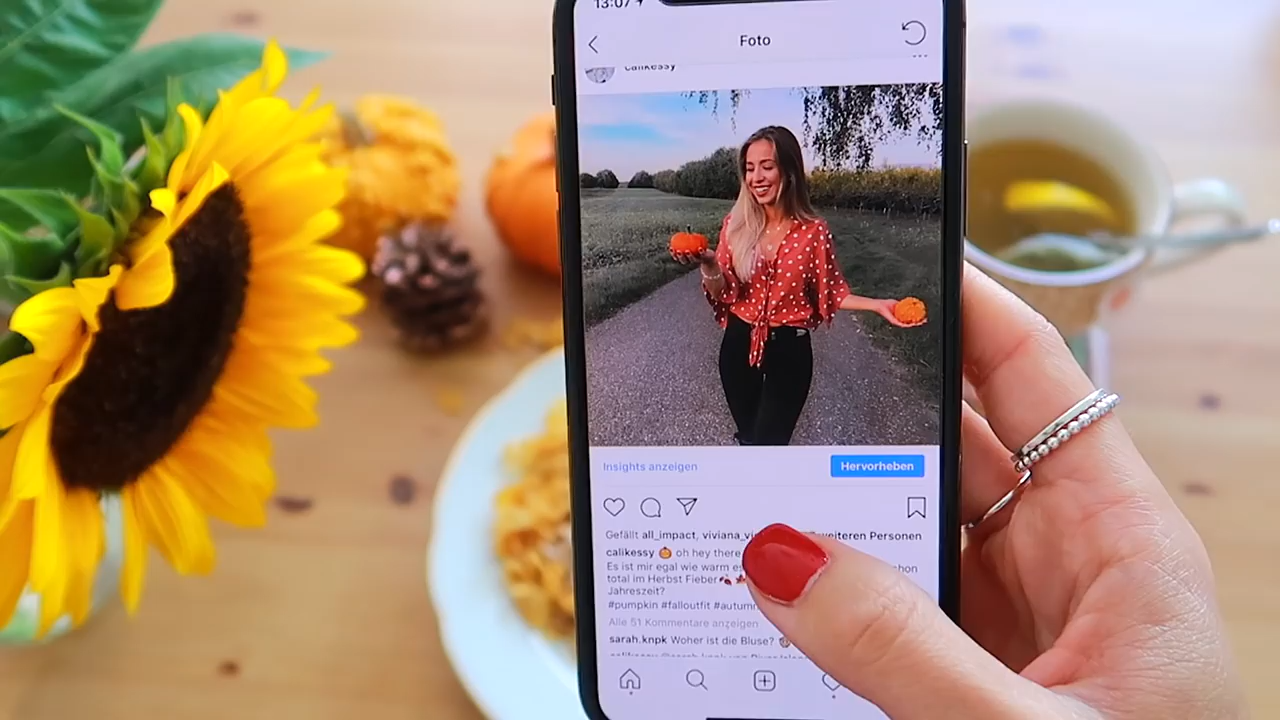 13:07
Foto
calikessy
Insights anzeigen
Hervorheben
Gefällt all_impact, weiteren Personen
calikessy 🎃 oh hey there
Es ist mir egal wie warm es
total im Herbst Fieber🍂🍁
Jahreszeit?
#pumpkin #falloutfit
Alle 51 Kommentare anzeigen
sarah.knpk Woher ist die Bluse?